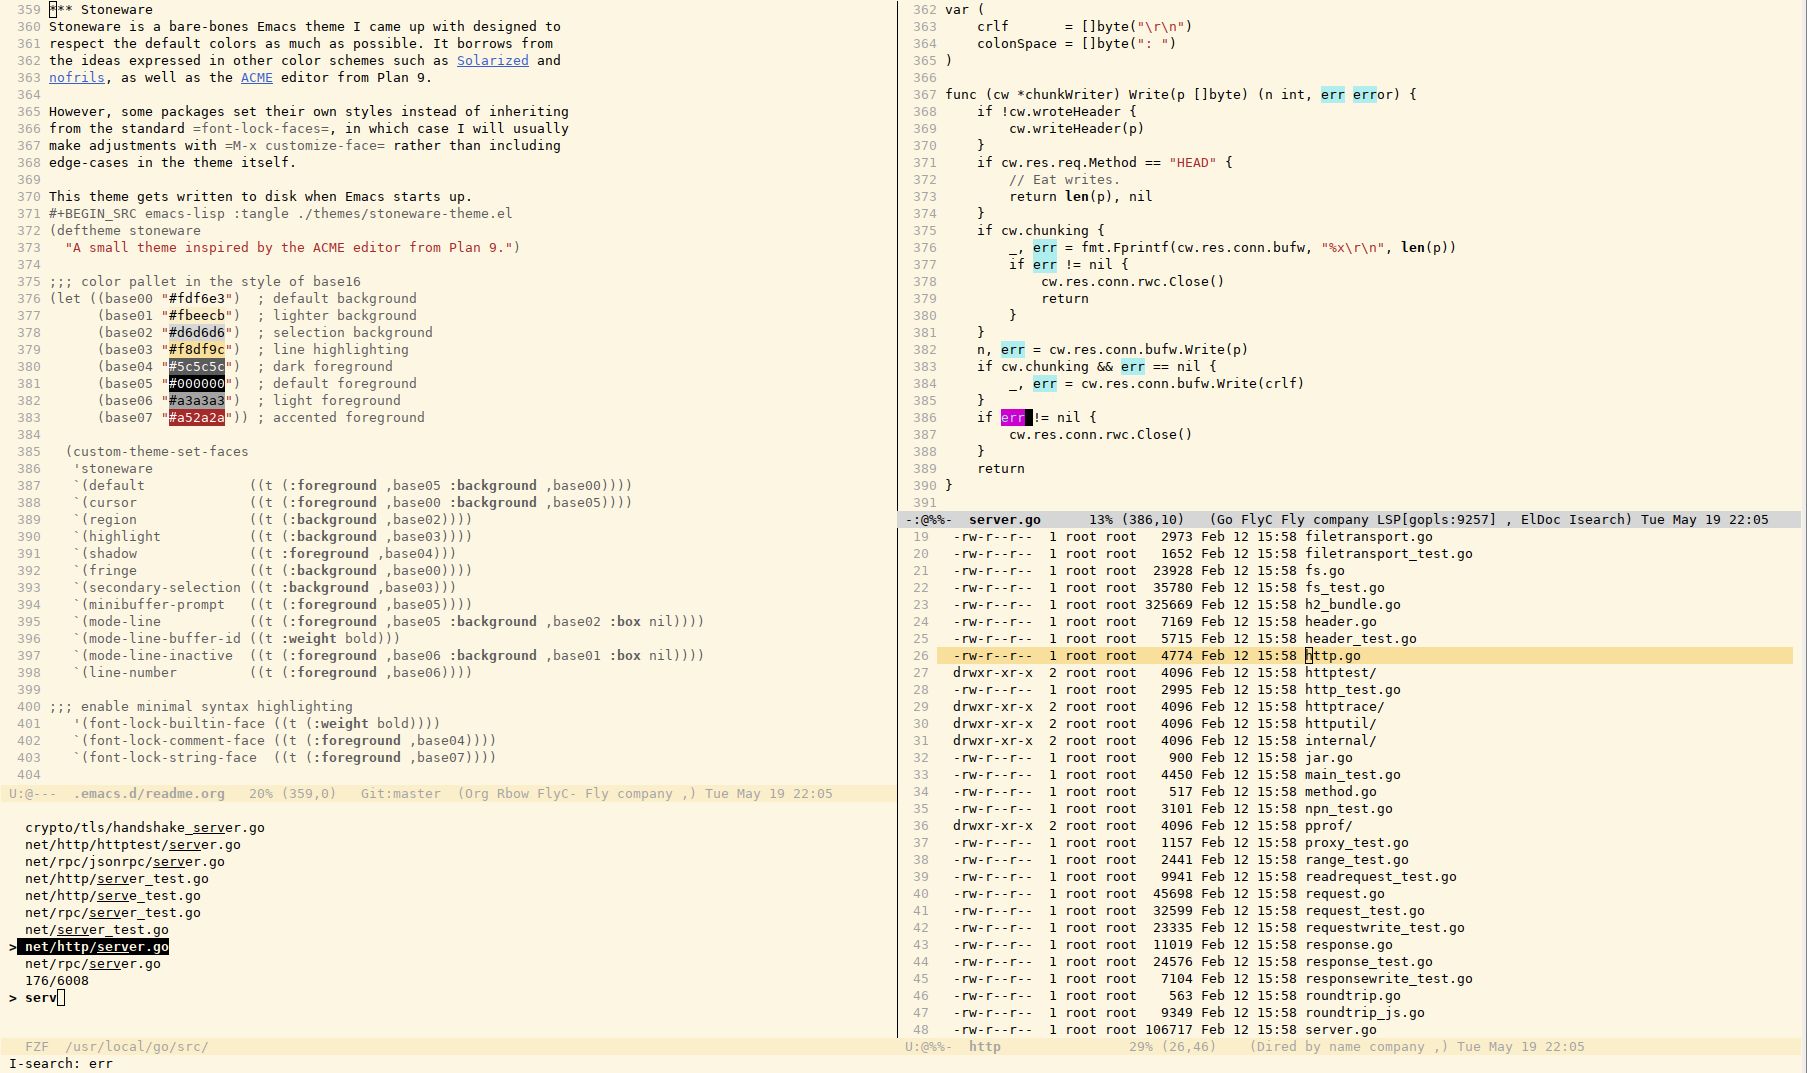 359 *** Stoneware
360 Stoneware is a bare-bones Emacs theme I came up with designed to
361 respect the default colors as much as possible. It borrows from
362 the ideas expressed in other color schemes such as Solarized and
363 nofrils, as well as the ACME editor from Plan 9.
364
365 However, some packages set their own styles instead of inheriting
366 from the standard =font-lock-faces=, in which case I will usually
367 make adjustments with =M-x customize-face= rather than including
368 edge-cases in the theme itself.
369
370 This theme gets written to disk when Emacs starts up.
371 #+BEGIN_SRC emacs-lisp :tangle ./themes/stoneware-theme.el
372 (deftheme stoneware
373   "A small theme inspired by the ACME editor from Plan 9.")
374
375 ;;; color pallet in the style of base16
376 (let ((base00 "#fdf6e3")  ; default background
377       (base01 "#fbeecb")  ; lighter background
378       (base02 "#d6d6d6")  ; selection background
379       (base03 "#f8df9c")  ; line highlighting
380       (base04 "#5c5c5c")  ; dark foreground
381       (base05 "#000000")  ; default foreground
382       (base06 "#a3a3a3")  ; light foreground
383       (base07 "#a52a2a")) ; accented foreground
384
385   (custom-theme-set-faces
386    'stoneware
387    `(default             ((t (:foreground ,base05 :background ,base00))))
388    `(cursor              ((t (:foreground ,base00 :background ,base05))))
389    `(region              ((t (:background ,base02))))
390    `(highlight           ((t (:background ,base03))))
391    `(shadow              ((t :foreground ,base04)))
392    `(fringe              ((t (:background ,base00))))
393    `(secondary-selection ((t :background ,base03)))
394    `(minibuffer-prompt   ((t (:foreground ,base05))))
395    `(mode-line           ((t (:foreground ,base05 :background ,base02 :box nil))))
396    `(mode-line-buffer-id ((t :weight bold)))
397    `(mode-line-inactive  ((t (:foreground ,base06 :background ,base01 :box nil))))
398    `(line-number         ((t (:foreground ,base06))))
399
400 ;;; enable minimal syntax highlighting
401    '(font-lock-builtin-face ((t (:weight bold))))
402    `(font-lock-comment-face ((t (:foreground ,base04))))
403    `(font-lock-string-face  ((t (:foreground ,base07))))
404
U:@---  .emacs.d/readme.org   20% (359,0)   Git:master  (Org Rbow FlyC- Fly company ,) Tue May 19 22:05
crypto/tls/handshake_server.go
net/http/httptest/server.go
net/rpc/jsonrpc/server.go
net/http/server_test.go
net/http/serve_test.go
net/rpc/server_test.go
net/server_test.go
> net/http/server.go
net/rpc/server.go
176/6008
> serv
FZF  /usr/local/go/src/
I-search: err
362 var (
363     crlf       = []byte("\r\n")
364     colonSpace = []byte(": ")
365 )
366
367 func (cw *chunkWriter) Write(p []byte) (n int, err error) {
368     if !cw.wroteHeader {
369         cw.writeHeader(p)
370     }
371     if cw.res.req.Method == "HEAD" {
372         // Eat writes.
373         return len(p), nil
374     }
375     if cw.chunking {
376         _, err = fmt.Fprintf(cw.res.conn.bufw, "%x\r\n", len(p))
377         if err != nil {
378             cw.res.conn.rwc.Close()
379             return
380         }
381     }
382     n, err = cw.res.conn.bufw.Write(p)
383     if cw.chunking && err == nil {
384         _, err = cw.res.conn.bufw.Write(crlf)
385     }
386     if err != nil {
387         cw.res.conn.rwc.Close()
388     }
389     return
390 }
391
-:@%%-  server.go      13% (386,10)   (Go FlyC Fly company LSP[gopls:9257] , ElDoc Isearch) Tue May 19 22:05
19   -rw-r--r--  1 root root   2973 Feb 12 15:58 filetransport.go
20   -rw-r--r--  1 root root   1652 Feb 12 15:58 filetransport_test.go
21   -rw-r--r--  1 root root  23928 Feb 12 15:58 fs.go
22   -rw-r--r--  1 root root  35780 Feb 12 15:58 fs_test.go
23   -rw-r--r--  1 root root 325669 Feb 12 15:58 h2_bundle.go
24   -rw-r--r--  1 root root   7169 Feb 12 15:58 header.go
25   -rw-r--r--  1 root root   5715 Feb 12 15:58 header_test.go
26   -rw-r--r--  1 root root   4774 Feb 12 15:58 http.go
27   drwxr-xr-x  2 root root   4096 Feb 12 15:58 httptest/
28   -rw-r--r--  1 root root   2995 Feb 12 15:58 http_test.go
29   drwxr-xr-x  2 root root   4096 Feb 12 15:58 httptrace/
30   drwxr-xr-x  2 root root   4096 Feb 12 15:58 httputil/
31   drwxr-xr-x  2 root root   4096 Feb 12 15:58 internal/
32   -rw-r--r--  1 root root    900 Feb 12 15:58 jar.go
33   -rw-r--r--  1 root root   4450 Feb 12 15:58 main_test.go
34   -rw-r--r--  1 root root    517 Feb 12 15:58 method.go
35   -rw-r--r--  1 root root   3101 Feb 12 15:58 npn_test.go
36   drwxr-xr-x  2 root root   4096 Feb 12 15:58 pprof/
37   -rw-r--r--  1 root root   1157 Feb 12 15:58 proxy_test.go
38   -rw-r--r--  1 root root   2441 Feb 12 15:58 range_test.go
39   -rw-r--r--  1 root root   9941 Feb 12 15:58 readrequest_test.go
40   -rw-r--r--  1 root root  45698 Feb 12 15:58 request.go
41   -rw-r--r--  1 root root  32599 Feb 12 15:58 request_test.go
42   -rw-r--r--  1 root root  23335 Feb 12 15:58 requestwrite_test.go
43   -rw-r--r--  1 root root  11019 Feb 12 15:58 response.go
44   -rw-r--r--  1 root root  24576 Feb 12 15:58 response_test.go
45   -rw-r--r--  1 root root   7104 Feb 12 15:58 responsewrite_test.go
46   -rw-r--r--  1 root root    563 Feb 12 15:58 roundtrip.go
47   -rw-r--r--  1 root root   9349 Feb 12 15:58 roundtrip_js.go
48   -rw-r--r--  1 root root 106717 Feb 12 15:58 server.go
U:@%%-  http                29% (26,46)    (Dired by name company ,) Tue May 19 22:05